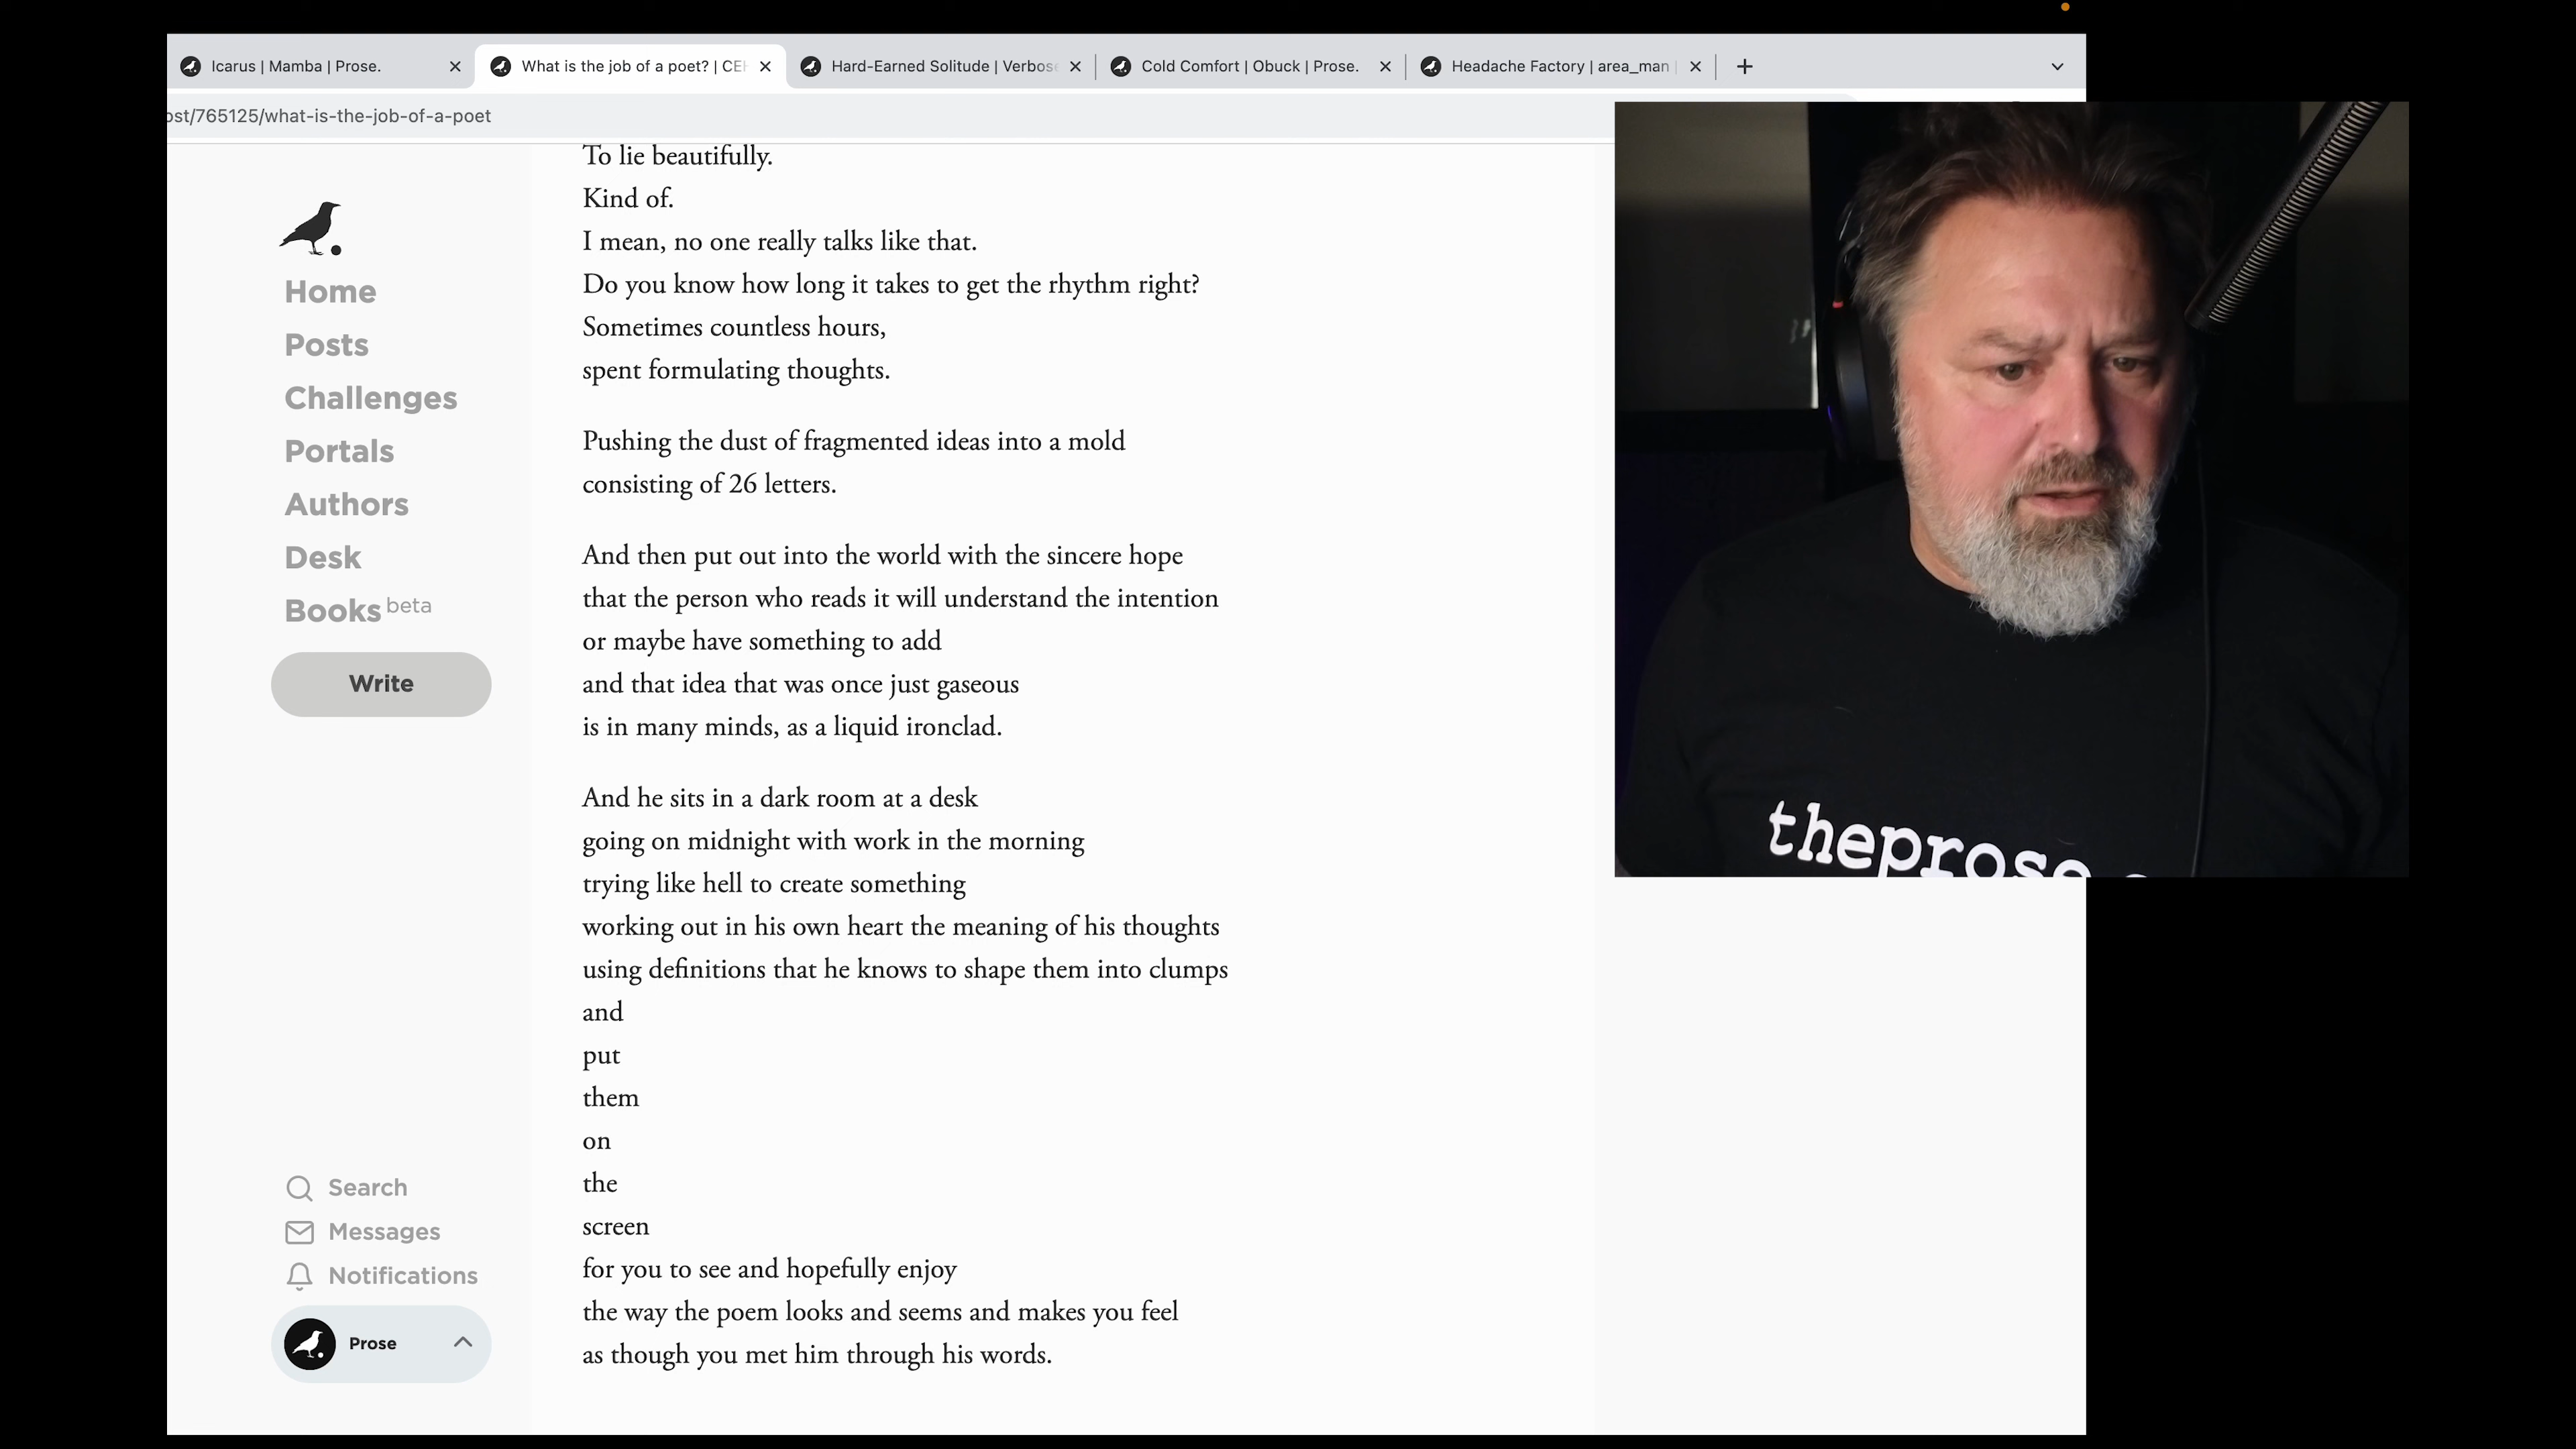 Icarus | Mamba | Prose.
What is the job of a poet? | CEH
Hard-Earned Solitude | Verbose
Cold Comfort | Obuck | Prose.
Headache Factory | area_man |
ost/765125/what-is-the-job-of-a-poet
Home
Posts
Challenges
Portals
Authors
Desk
Books beta
Write
Search
Messages
Notifications
Prose
To lie beautifully.
Kind of.
I mean, no one really talks like that.
Do you know how long it takes to get the rhythm right?
Sometimes countless hours,
spent formulating thoughts.
Pushing the dust of fragmented ideas into a mold
consisting of 26 letters.
And then put out into the world with the sincere hope
that the person who reads it will understand the intention
or maybe have something to add
and that idea that was once just gaseous
is in many minds, as a liquid ironclad.
And he sits in a dark room at a desk
going on midnight with work in the morning
trying like hell to create something
working out in his own heart the meaning of his thoughts
using definitions that he knows to shape them into clumps
and
put
them
on
the
screen
for you to see and hopefully enjoy
the way the poem looks and seems and makes you feel
as though you met him through his words.
theprose